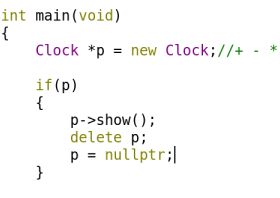 int main(void)
{
    Clock *p = new Clock;//+ - *
    if(p)
    {
        p->show();
        delete p;
        p = nullptr;
    }